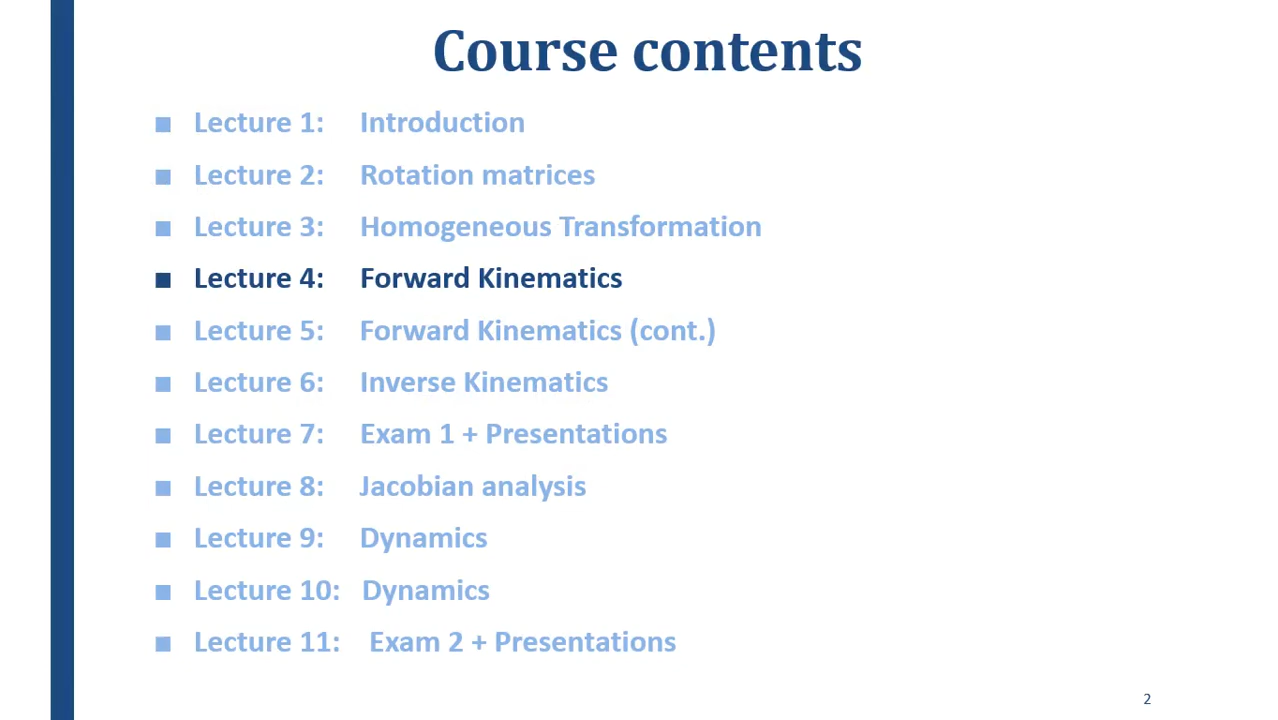 Course contents
■ Lecture 1: Introduction
■ Lecture 2: Rotation matrices
■ Lecture 3: Homogeneous Transformation
■ Lecture 4: Forward Kinematics
■ Lecture 5: Forward Kinematics (cont.)
■ Lecture 6: Inverse Kinematics
■ Lecture 7: Exam 1 + Presentations
■ Lecture 8: Jacobian analysis
■ Lecture 9: Dynamics
■ Lecture 10: Dynamics
■ Lecture 11: Exam 2 + Presentations
2